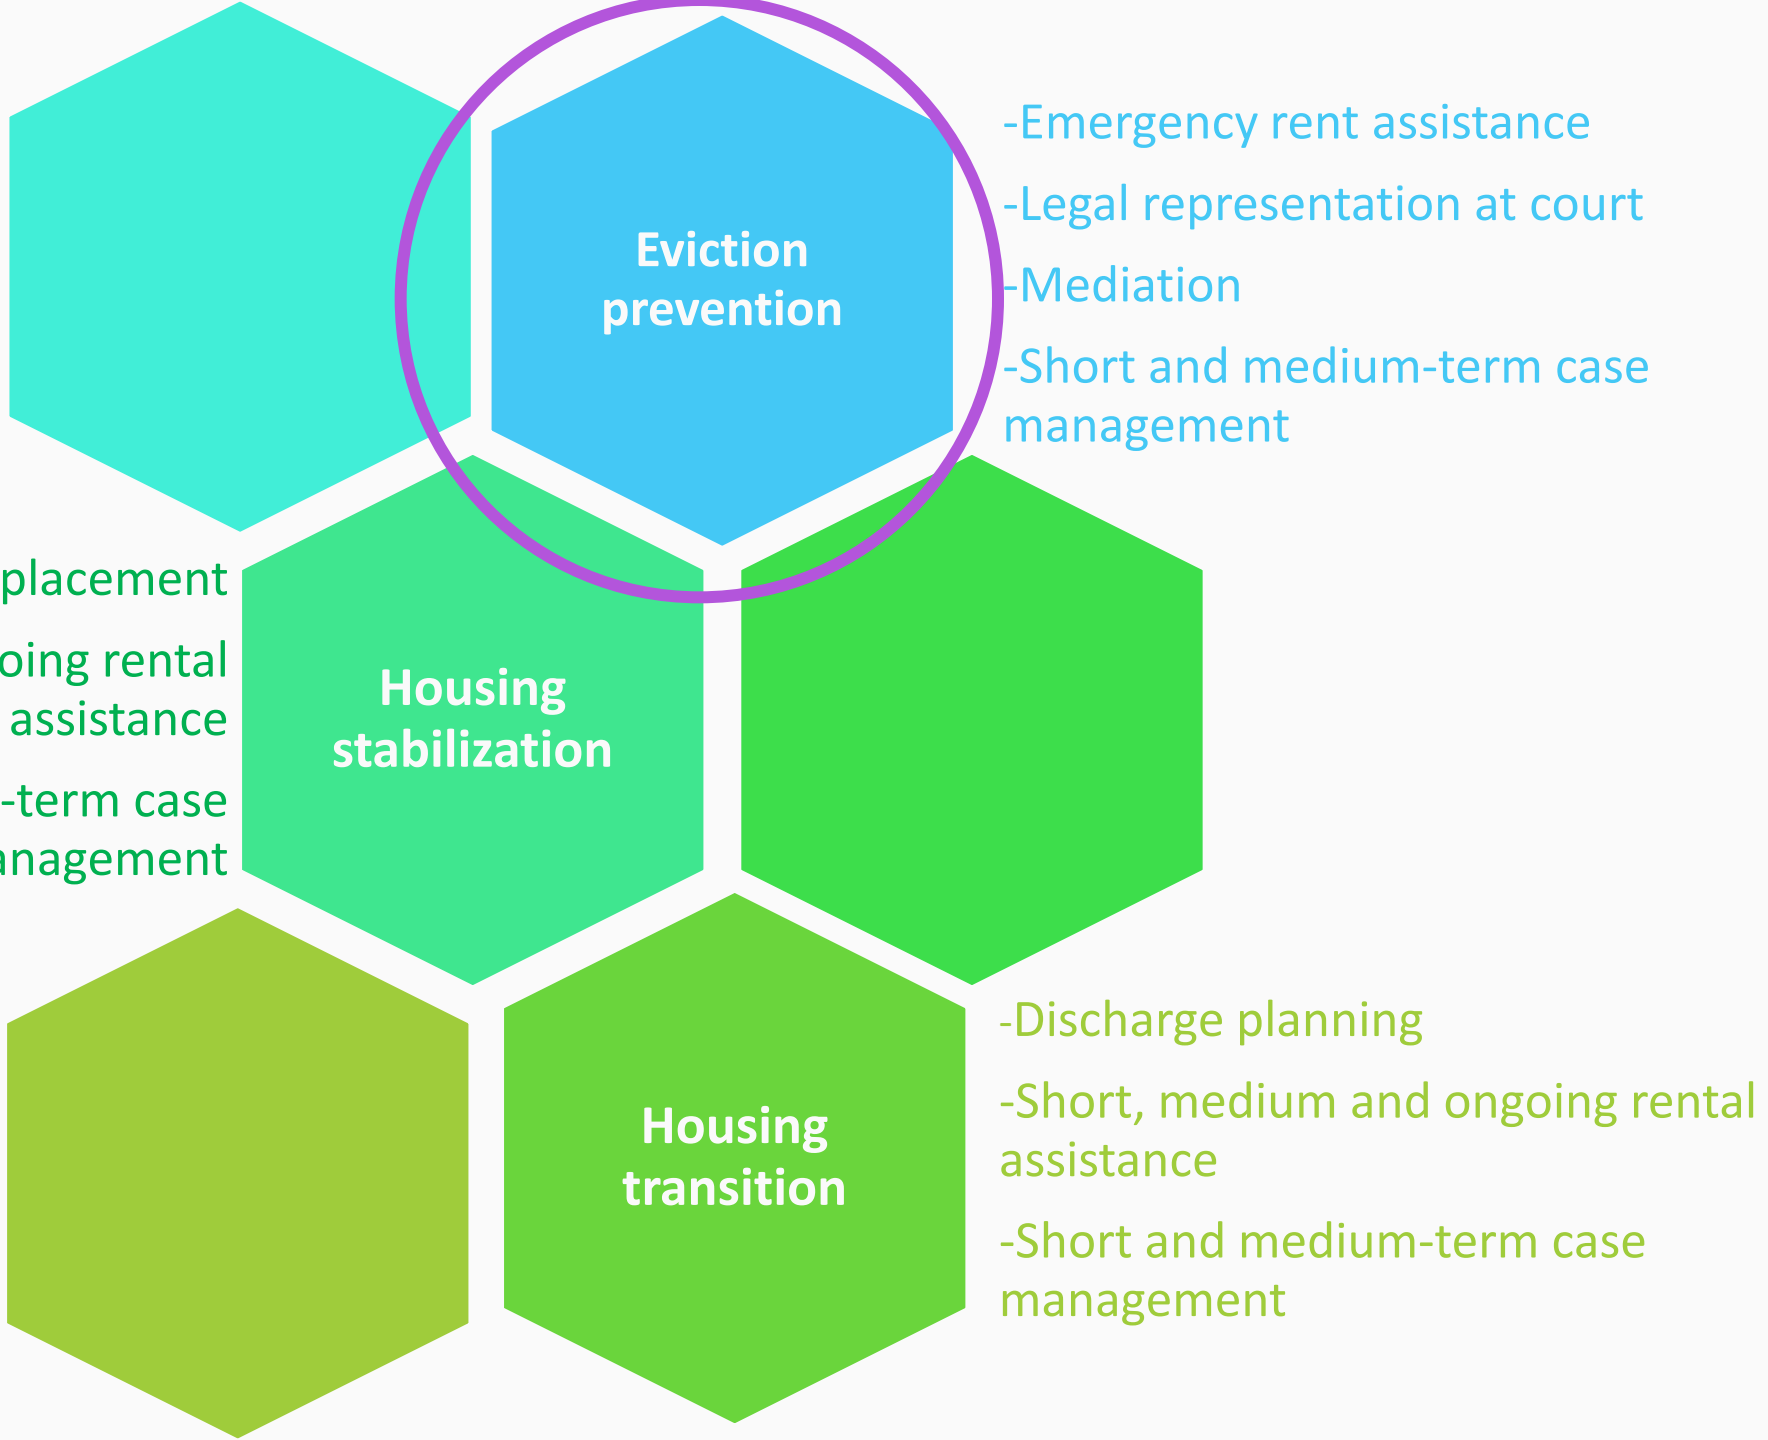 Eviction
prevention
-Emergency rent assistance
-Legal representation at court
-Mediation
-Short and medium-term case
management
placement
rental
assistance
-term case
Housing
stabilization
Housing
transition
-Discharge planning
-Short, medium and ongoing rental
assistance
-Short and medium-term case
management